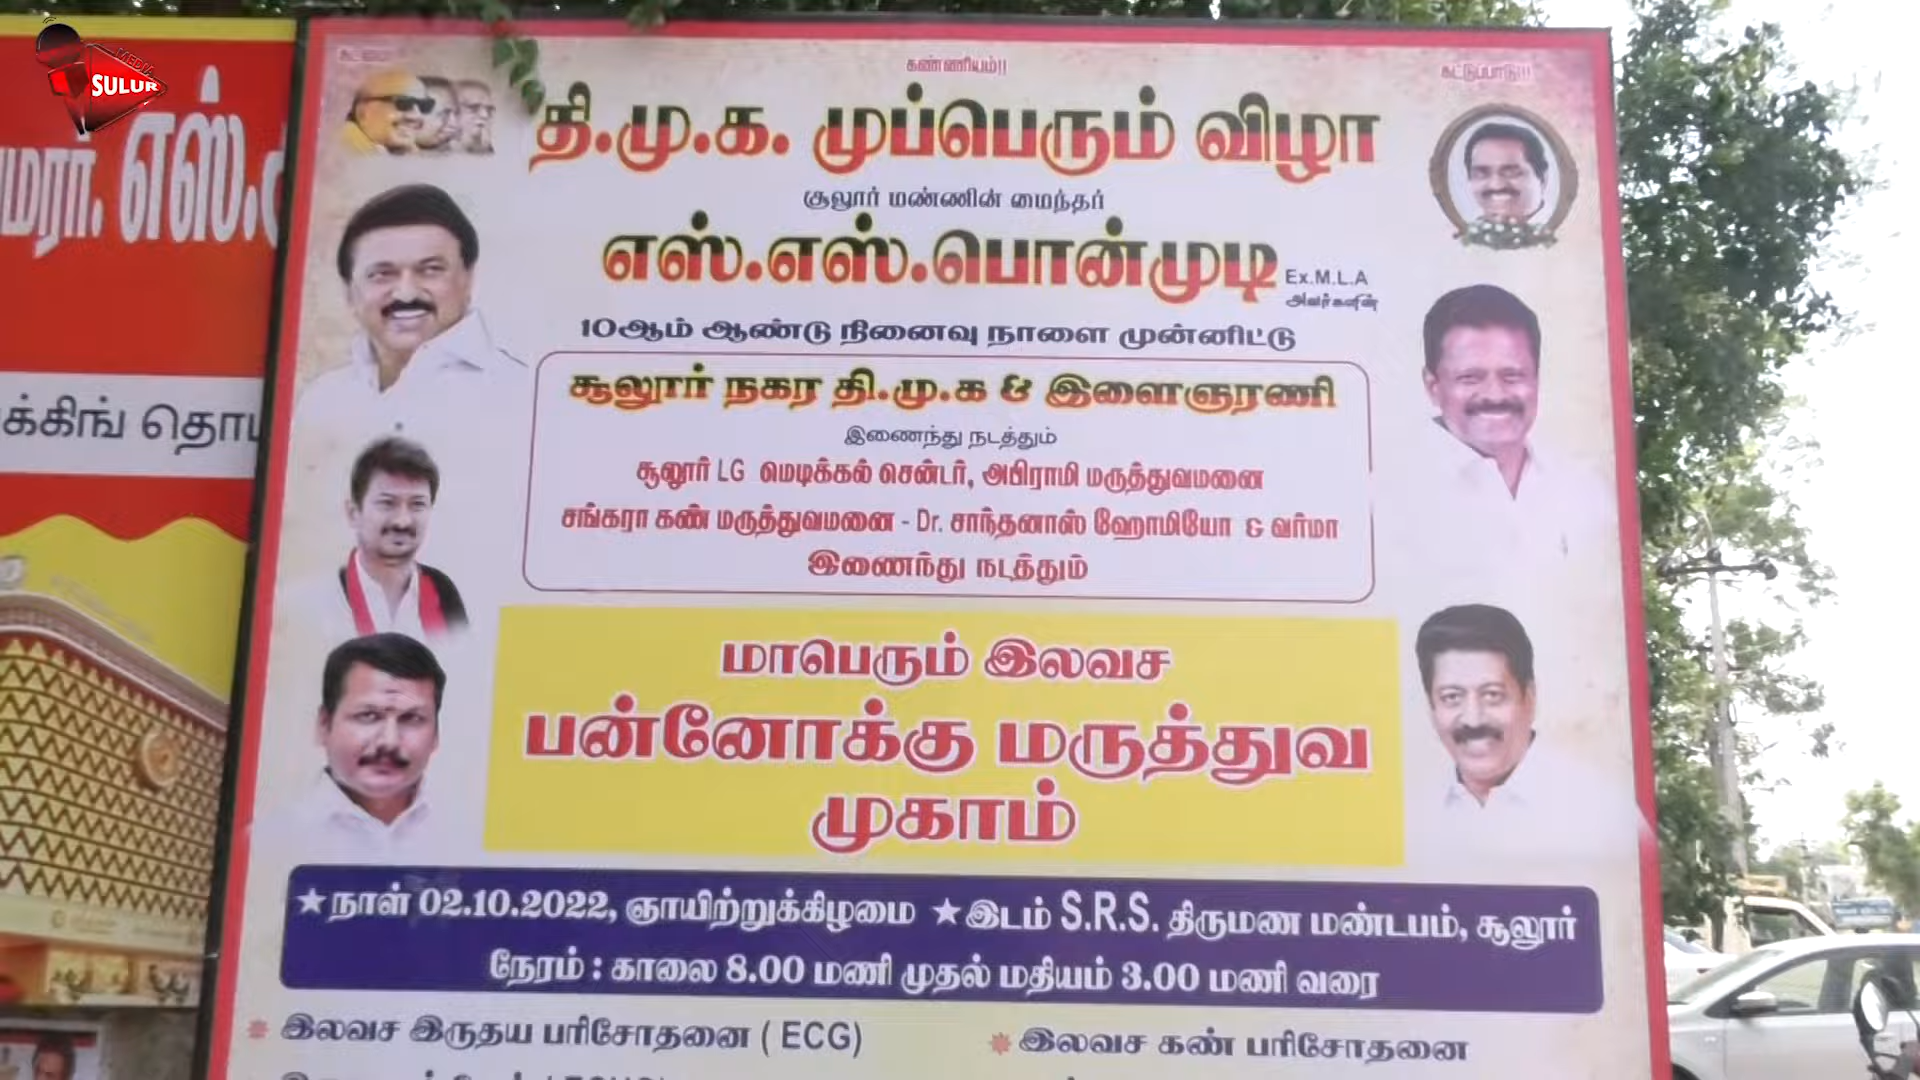 MEDIA
SULUR
கண்ணியம்!!
கட்டுப்பாடு!!!
தி.மு.க. முப்பெரும் விழா
சூலூர் மண்ணின் மைந்தர்
எஸ்.எஸ்.பொன்முடி Ex.M.L.A
அவர்களின்
10ஆம் ஆண்டு நினைவு நாளை முன்னிட்டு
சூலூர் நகர தி.மு.க & இளைஞரணி
இணைந்து நடத்தும்
சூலூர் LG மெடிக்கல் சென்டர், அபிராமி மருத்துவமனை
சங்கரா கண் மருத்துவமனை - Dr. சாந்தனாஸ் ஹோமியோ & வர்மா
இணைந்து நடத்தும்
மாபெரும் இலவச
பன்னோக்கு மருத்துவ
முகாம்
★நாள் 02.10.2022, ஞாயிற்றுக்கிழமை ★இடம் S.R.S. திருமண மண்டபம், சூலூர்
நேரம் : காலை 8.00 மணி முதல் மதியம் 3.00 மணி வரை
இலவச இருதய பரிசோதனை ( ECG)
இலவச கண் பரிசோதனை